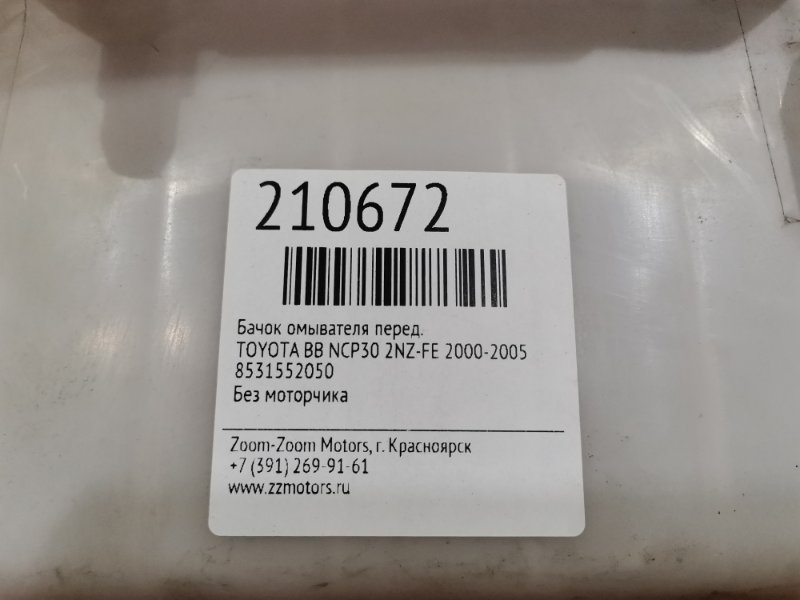 210672
Бачок омывателя перед.
TOYOTA BB NCP30 2NZ-FE 2000-2005
8531552050
Без моторчика
Zoom-Zoom Motors, г. Красноярск
+7 (391) 269-91-61
www.zzmotors.ru